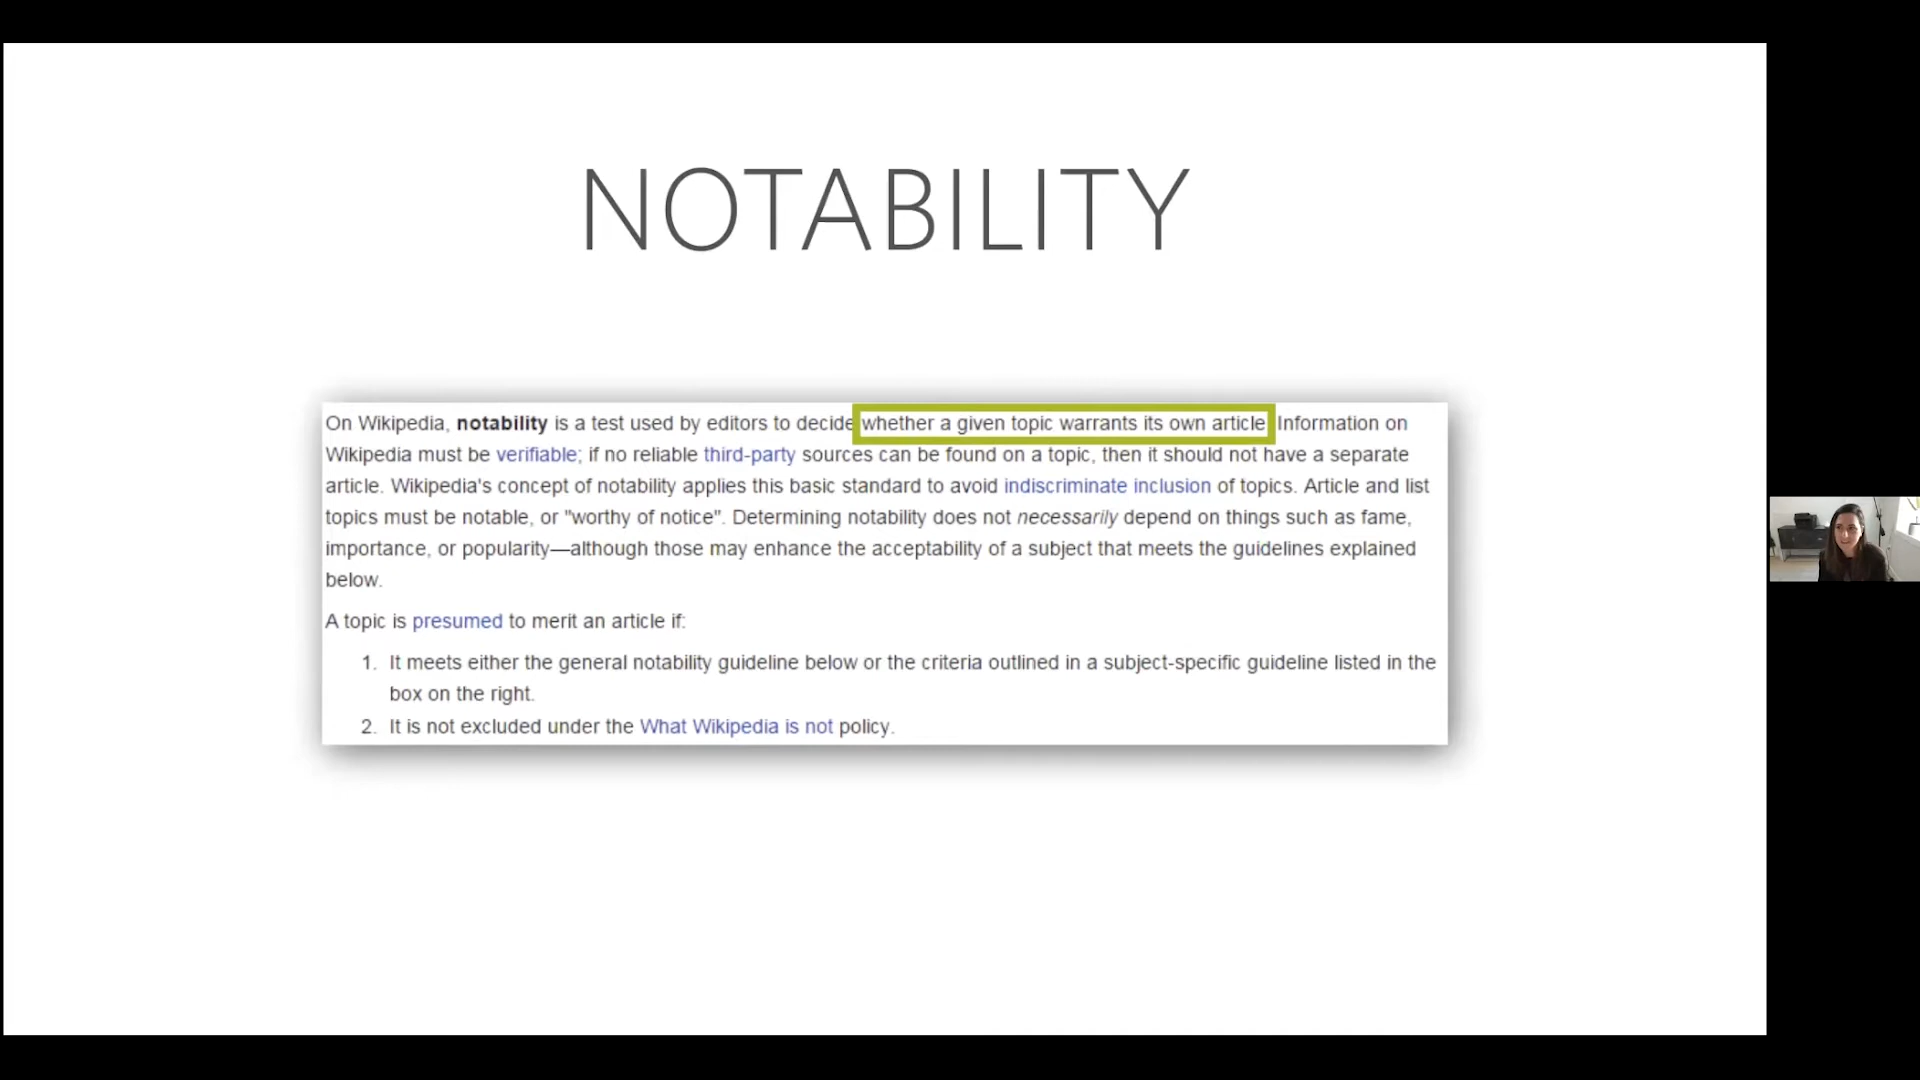 NOTABILITY
On Wikipedia, notability is a test used by editors to decide whether a given topic warrants its own article Information on
Wikipedia must be verifiable; if no reliable third-party sources can be found on a topic, then it should not have a separate
article. Wikipedia's concept of notability applies this basic standard to avoid indiscriminate inclusion of topics. Article and list
topics must be notable, or "worthy of notice". Determining notability does not necessarily depend on things such as fame,
importance, or popularity—although those may enhance the acceptability of a subject that meets the guidelines explained
below.
A topic is presumed to merit an article if:
1. It meets either the general notability guideline below or the criteria outlined in a subject-specific guideline listed in the
box on the right.
2. It is not excluded under the What Wikipedia is not policy.